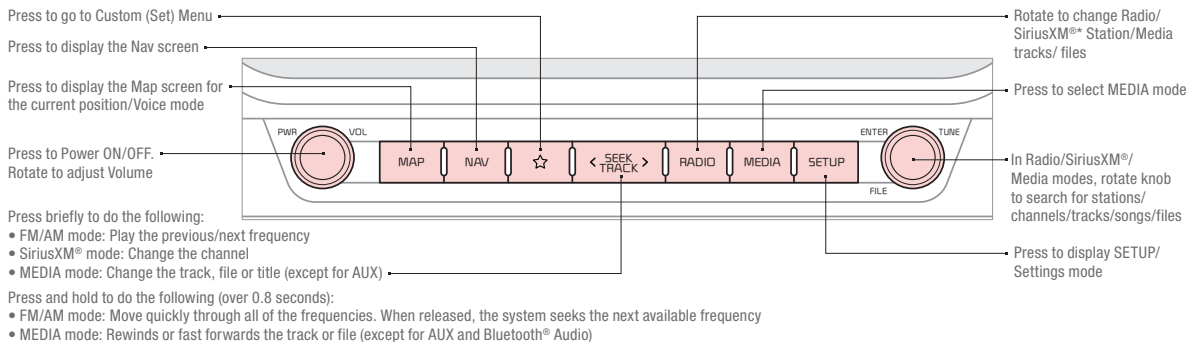 Press to go to Custom (Set) Menu
Press to display the Nav screen
Press to display the Map screen for
the current position/Voice mode
Press to Power ON/OFF.
Rotate to adjust Volume
PWR
VOL
MAP
NAV
< SEEK >
TRACK
RADIO
MEDIA
SETUP
ENTER
TUNE
FILE
Rotate to change Radio/
SiriusXM®* Station/Media
tracks/ files
Press to select MEDIA mode
In Radio/SiriusXM®/
Media modes, rotate knob
to search for stations/
channels/tracks/songs/files
Press to display SETUP/
Settings mode
Press briefly to do the following:
• FM/AM mode: Play the previous/next frequency
• SiriusXM® mode: Change the channel
• MEDIA mode: Change the track, file or title (except for AUX)
Press and hold to do the following (over 0.8 seconds):
• FM/AM mode: Move quickly through all of the frequencies. When released, the system seeks the next available frequency
• MEDIA mode: Rewinds or fast forwards the track or file (except for AUX and Bluetooth® Audio)